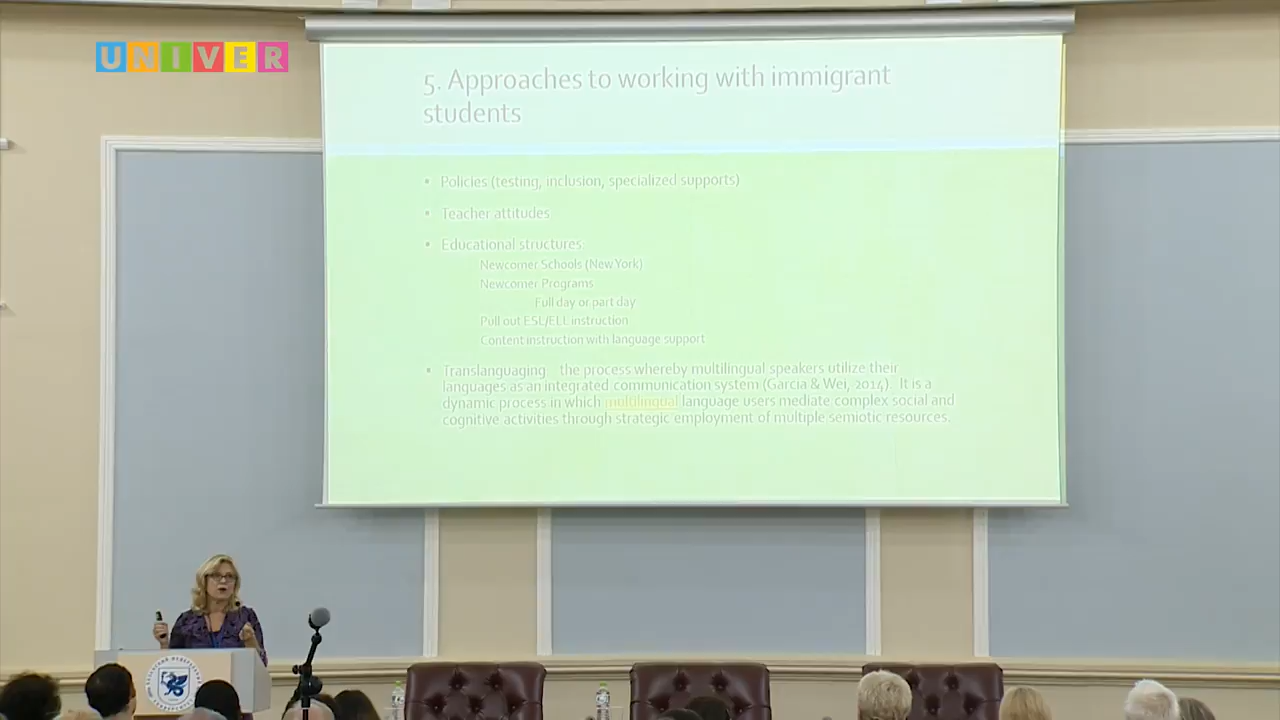 UNIVER
5. Approaches to working with immigrant
students
• Policies (testing, inclusion, specialized supports)
• Teacher attitudes
• Educational structures:
Newcomer Schools (New York)
Newcomer Programs
Full day or part day
Pull out ESL/ELL instruction
Content instruction with language support
• Translanguaging the process whereby multilingual speakers utilize their
languages as an integrated communication system (Garcia & Wei, 2014). It is a
dynamic process in which multilingual language users mediate complex social and
cognitive activities through strategic employment of multiple semiotic resources.